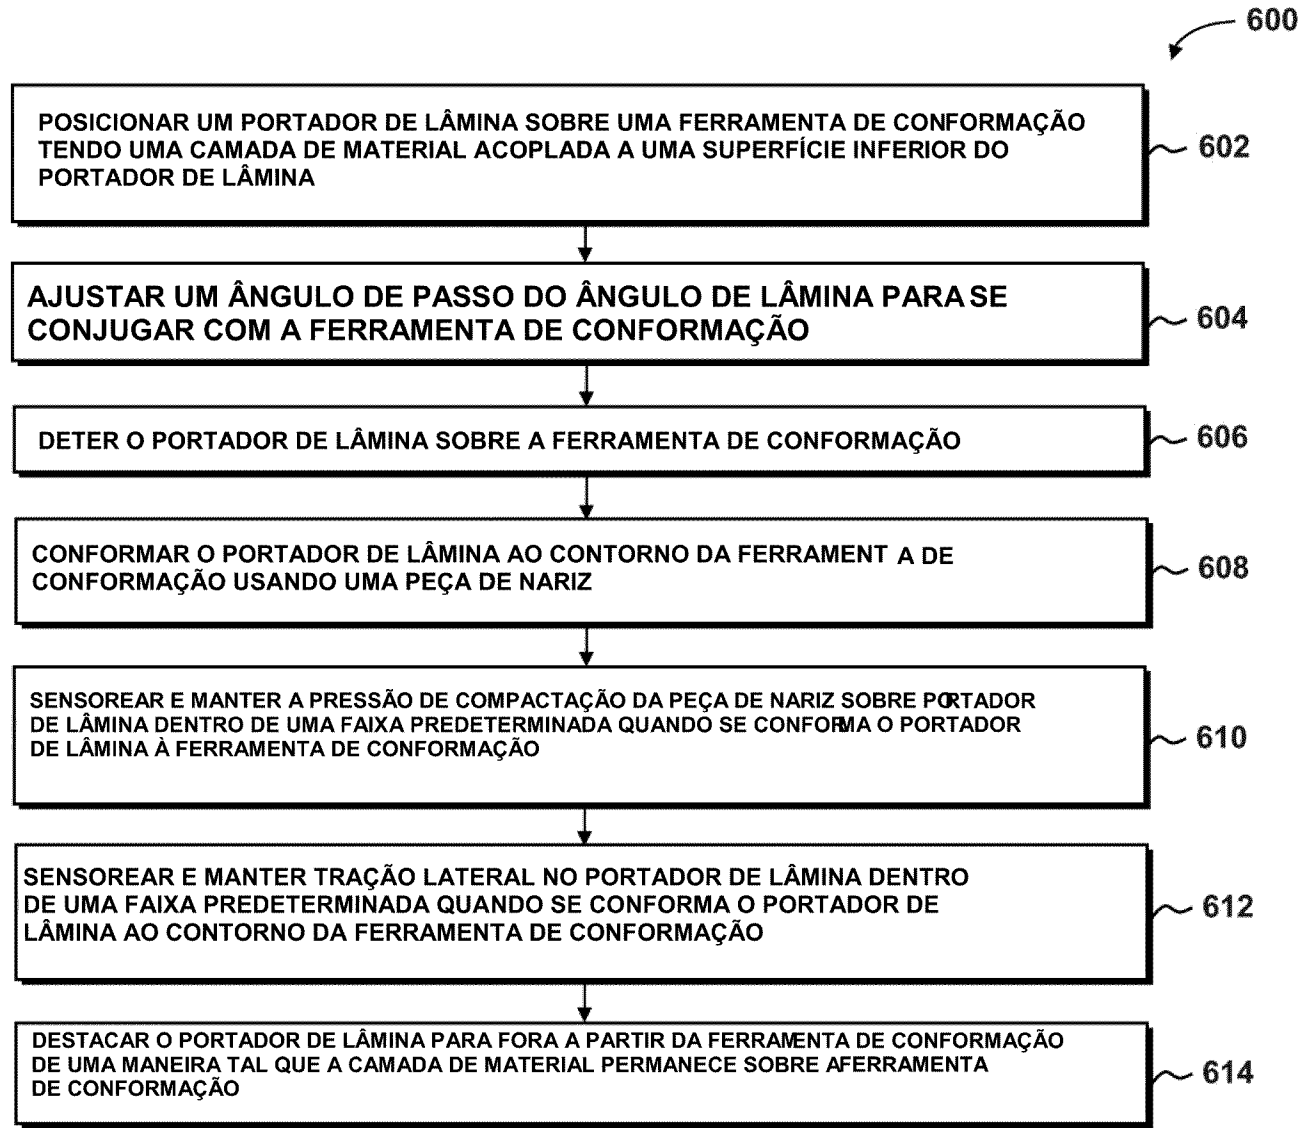 600
POSICIONAR UM PORTADOR DE LÂMINA SOBRE UMA FERRAMENTA DE CONFORMAÇÃO
TENDO UMA CAMADA DE MATERIAL ACOPLADA A UMA SUPERFÍCIE INFERIOR DO
PORTADOR DE LÂMINA
602
AJUSTAR UM ÂNGULO DE PASSO DO ÂNGULO DE LÂMINA PARA SE
CONJUGAR COM A FERRAMENTA DE CONFORMAÇÃO
604
DETER O PORTADOR DE LÂMINA SOBRE A FERRAMENTA DE CONFORMAÇÃO
606
CONFORMAR O PORTADOR DE LÂMINA AO CONTORNO DA FERRAMENT A DE
CONFORMAÇÃO USANDO UMA PEÇA DE NARIZ
608
SENSOREAR E MANTER A PRESSÃO DE COMPACTAÇÃO DA PEÇA DE NARIZ SOBRE PORTADOR
DE LÂMINA DENTRO DE UMA FAIXA PREDETERMINADA QUANDO SE CONFORMA O PORTADOR
DE LÂMINA À FERRAMENTA DE CONFORMAÇÃO
610
SENSOREAR E MANTER TRAÇÃO LATERAL NO PORTADOR DE LÂMINA DENTRO
DE UMA FAIXA PREDETERMINADA QUANDO SE CONFORMA O PORTADOR DE
LÂMINA AO CONTORNO DA FERRAMENTA DE CONFORMAÇÃO
612
DESTACAR O PORTADOR DE LÂMINA PARA FORA A PARTIR DA FERRAMENTA DE CONFORMAÇÃO
DE UMA MANEIRA TAL QUE A CAMADA DE MATERIAL PERMANECE SOBRE AFERRAMENTA
DE CONFORMAÇÃO
614